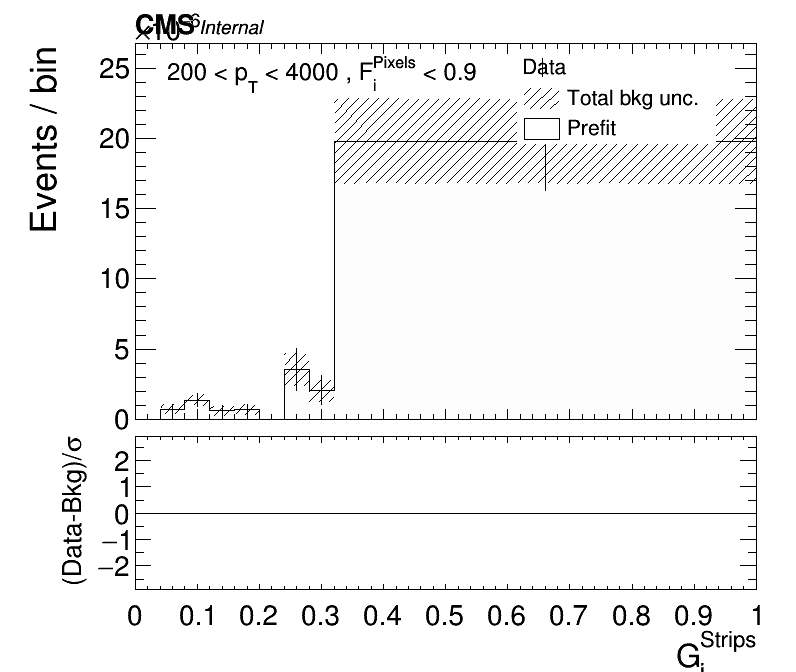 CMS Internal
×10⁻⁶
200 < p_T < 4000 , F_i^Pixels < 0.9
Data
Total bkg unc.
Prefit
Events / bin
25
20
15
10
5
0
(Data-Bkg)/σ
2
1
0
−1
−2
0 0.1 0.2 0.3 0.4 0.5 0.6 0.7 0.8 0.9 1
G_i^Strips